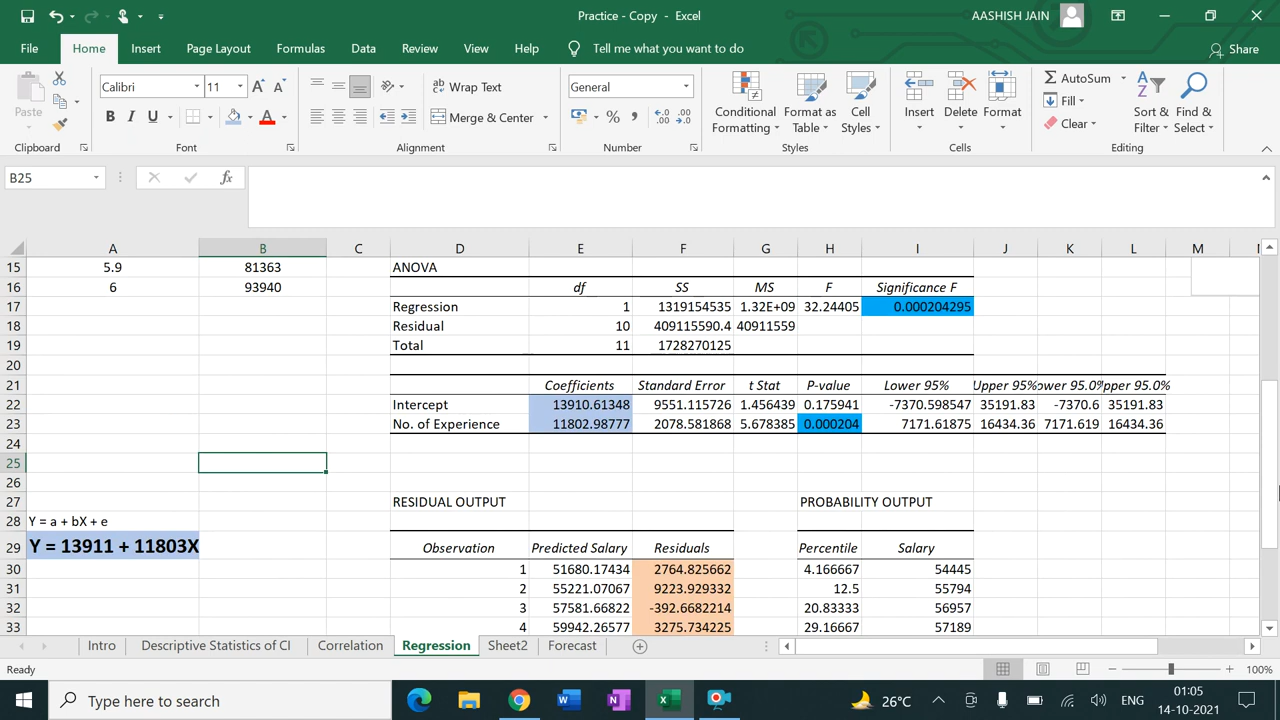 Practice - Copy - Excel
AASHISH JAIN
File Home Insert Page Layout Formulas Data Review View Help Tell me what you want to do Share
Paste
Calibri 11
Wrap Text
Merge & Center
General
Conditional Formatting
Format as Table
Cell Styles
Insert
Delete
Format
AutoSum
Fill
Clear
Sort & Filter
Find & Select
Clipboard Font Alignment Number Styles Cells Editing
B25 fx
A B C D E F G H I J K L M
15 5.9 81363 ANOVA
16 6 93940 df SS MS F Significance F
17 Regression 1 1319154535 1.32E+09 32.24405 0.000204295
18 Residual 10 409115590.4 40911559
19 Total 11 1728270125
20
21 Coefficients Standard Error t Stat P-value Lower 95% Upper 95% ower 95.0% pper 95.0%
22 Intercept 13910.61348 9551.115726 1.456439 0.175941 -7370.598547 35191.83 -7370.6 35191.83
23 No. of Experience 11802.98777 2078.581868 5.678385 0.000204 7171.61875 16434.36 7171.619 16434.36
24
25
26
27 RESIDUAL OUTPUT PROBABILITY OUTPUT
28 Y = a + bX + e
29 Y = 13911 + 11803X Observation Predicted Salary Residuals Percentile Salary
30 1 51680.17434 2764.825662 4.166667 54445
31 2 55221.07067 9223.929332 12.5 55794
32 3 57581.66822 -392.6682214 20.83333 56957
33 4 59942.26577 3275.734225 29.16667 57189
Intro Descriptive Statistics of CI Correlation Regression Sheet2 Forecast
Ready 100%
Type here to search
26°C ENG 01:05
14-10-2021